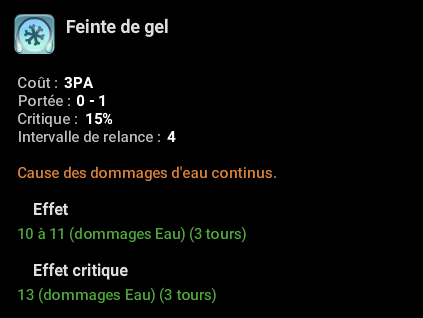 Feinte de gel
Coût : 3PA
Portée : 0 - 1
Critique : 15%
Intervalle de relance : 4
Cause des dommages d'eau continus.
Effet
10 à 11 (dommages Eau) (3 tours)
Effet critique
13 (dommages Eau) (3 tours)